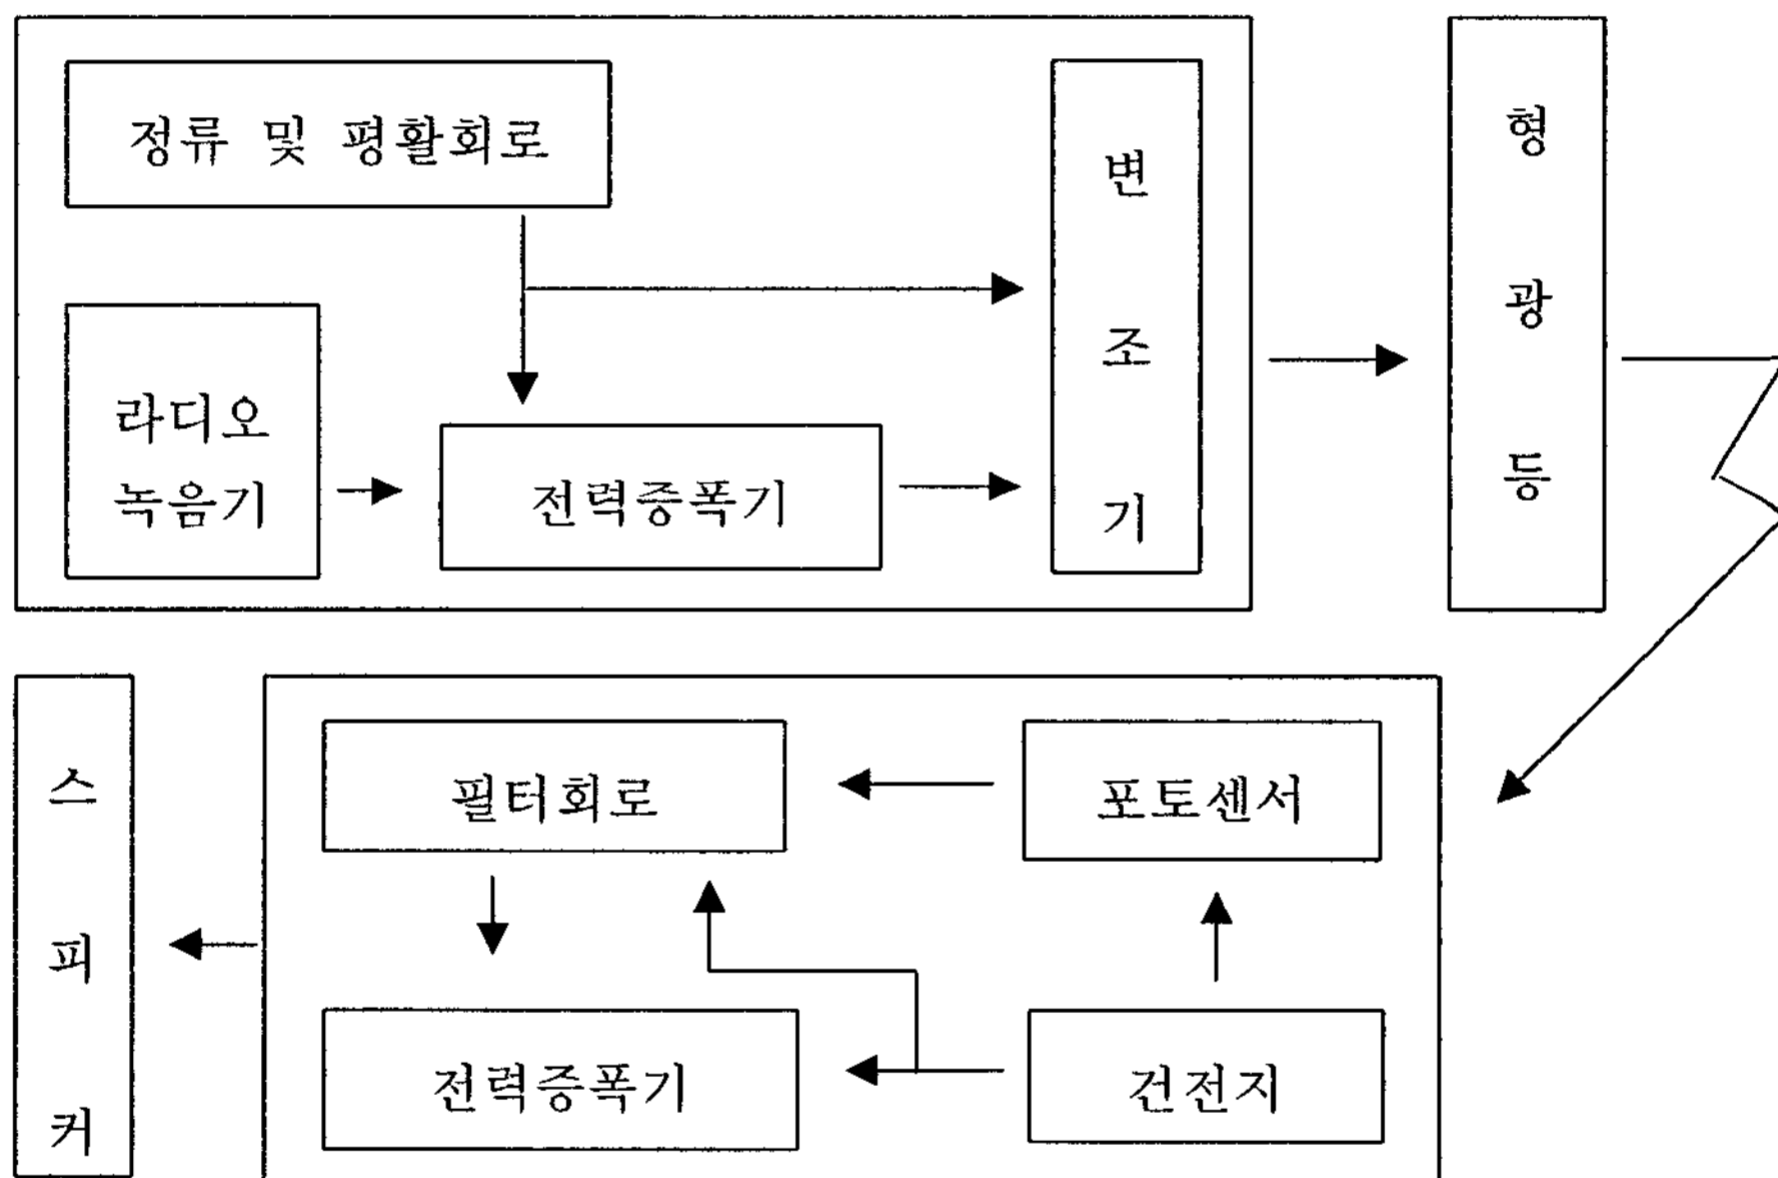 정류 및 평활회로
라디오
녹음기
전력증폭기
변조기
형광등
스피커
필터회로
포토센서
전력증폭기
건전지